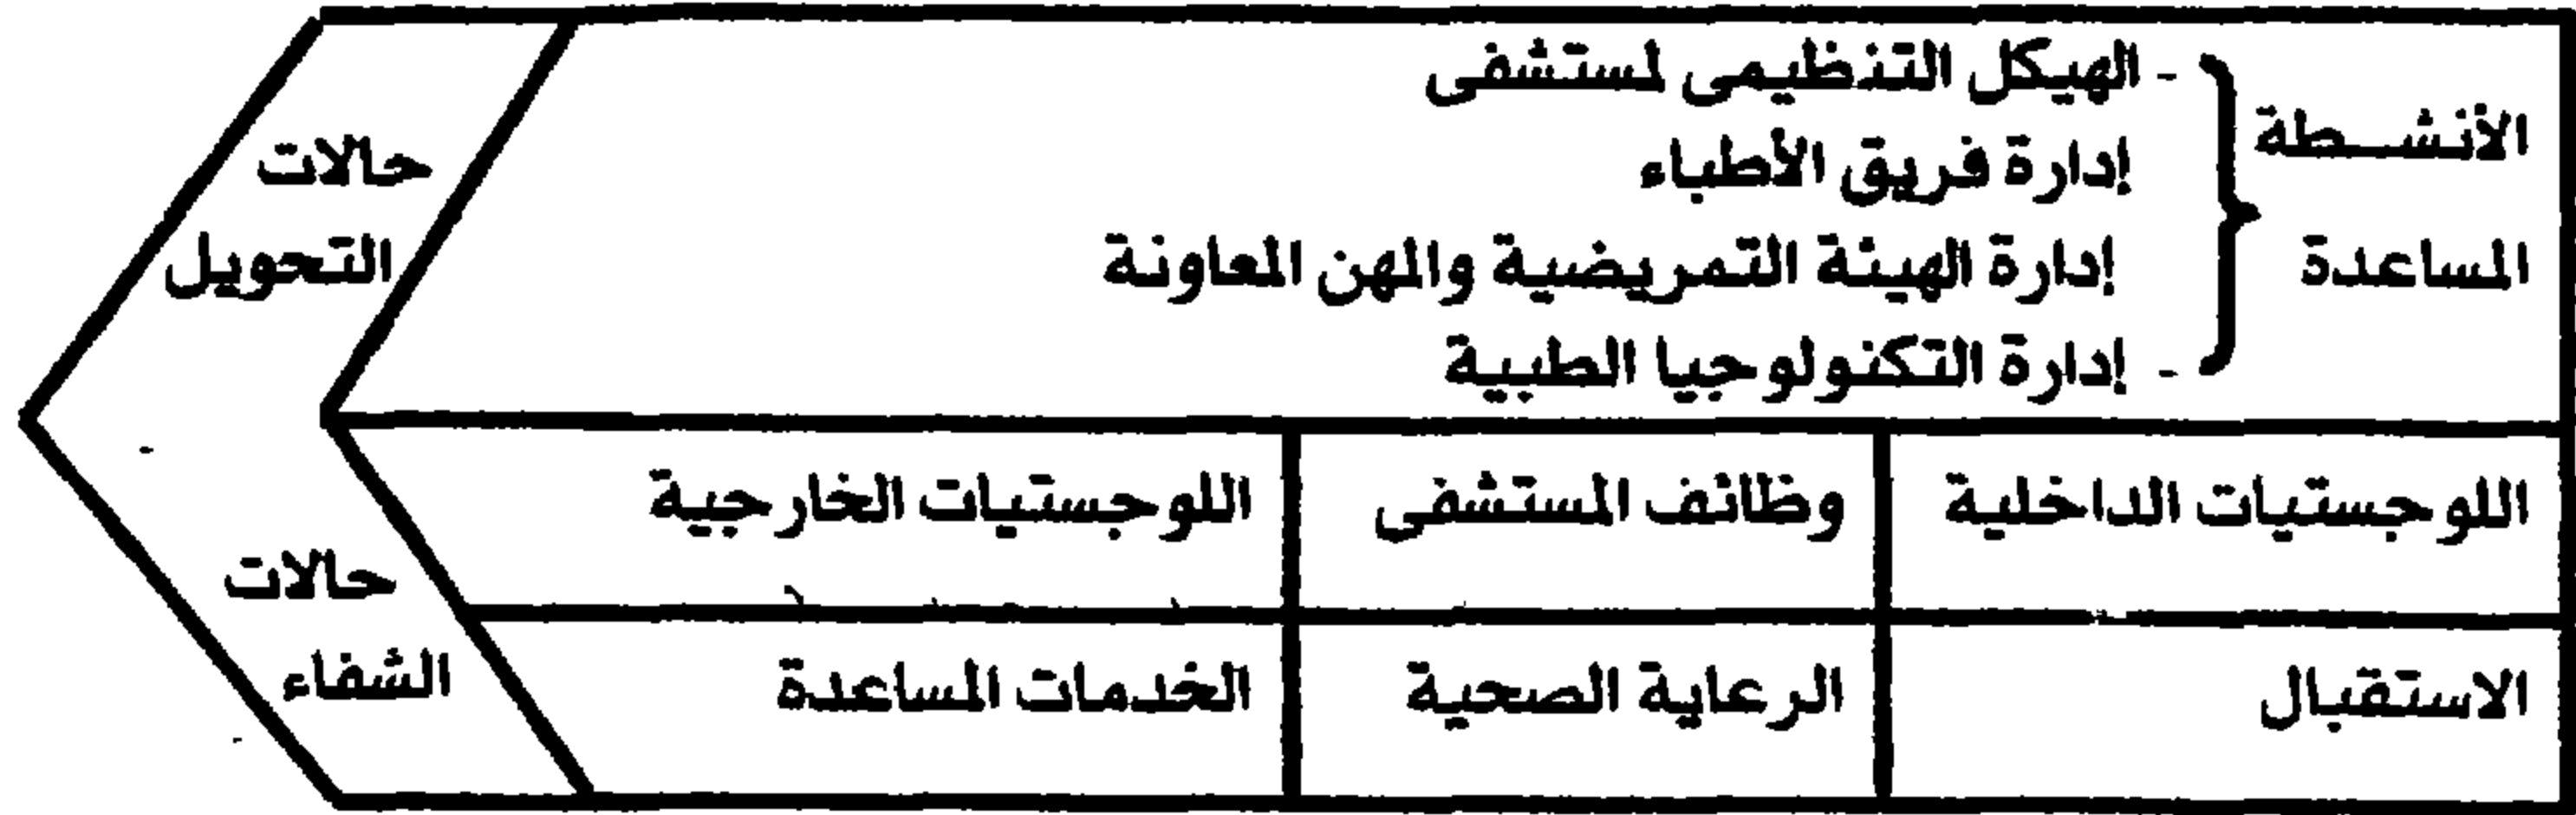 الأنشطة
المساعدة
- الهيكل التنظيمى لمستشفى
إدارة فريق الأطباء
إدارة الهيئة التمريضية والمهن المعاونة
- إدارة التكنولوجيا الطبية
اللوجستيات الداخلية
وظائف المستشفى
اللوجستيات الخارجية
الاستقبال
الرعاية الصحية
الخدمات المساعدة
حالات
التحويل
حالات
الشفاء